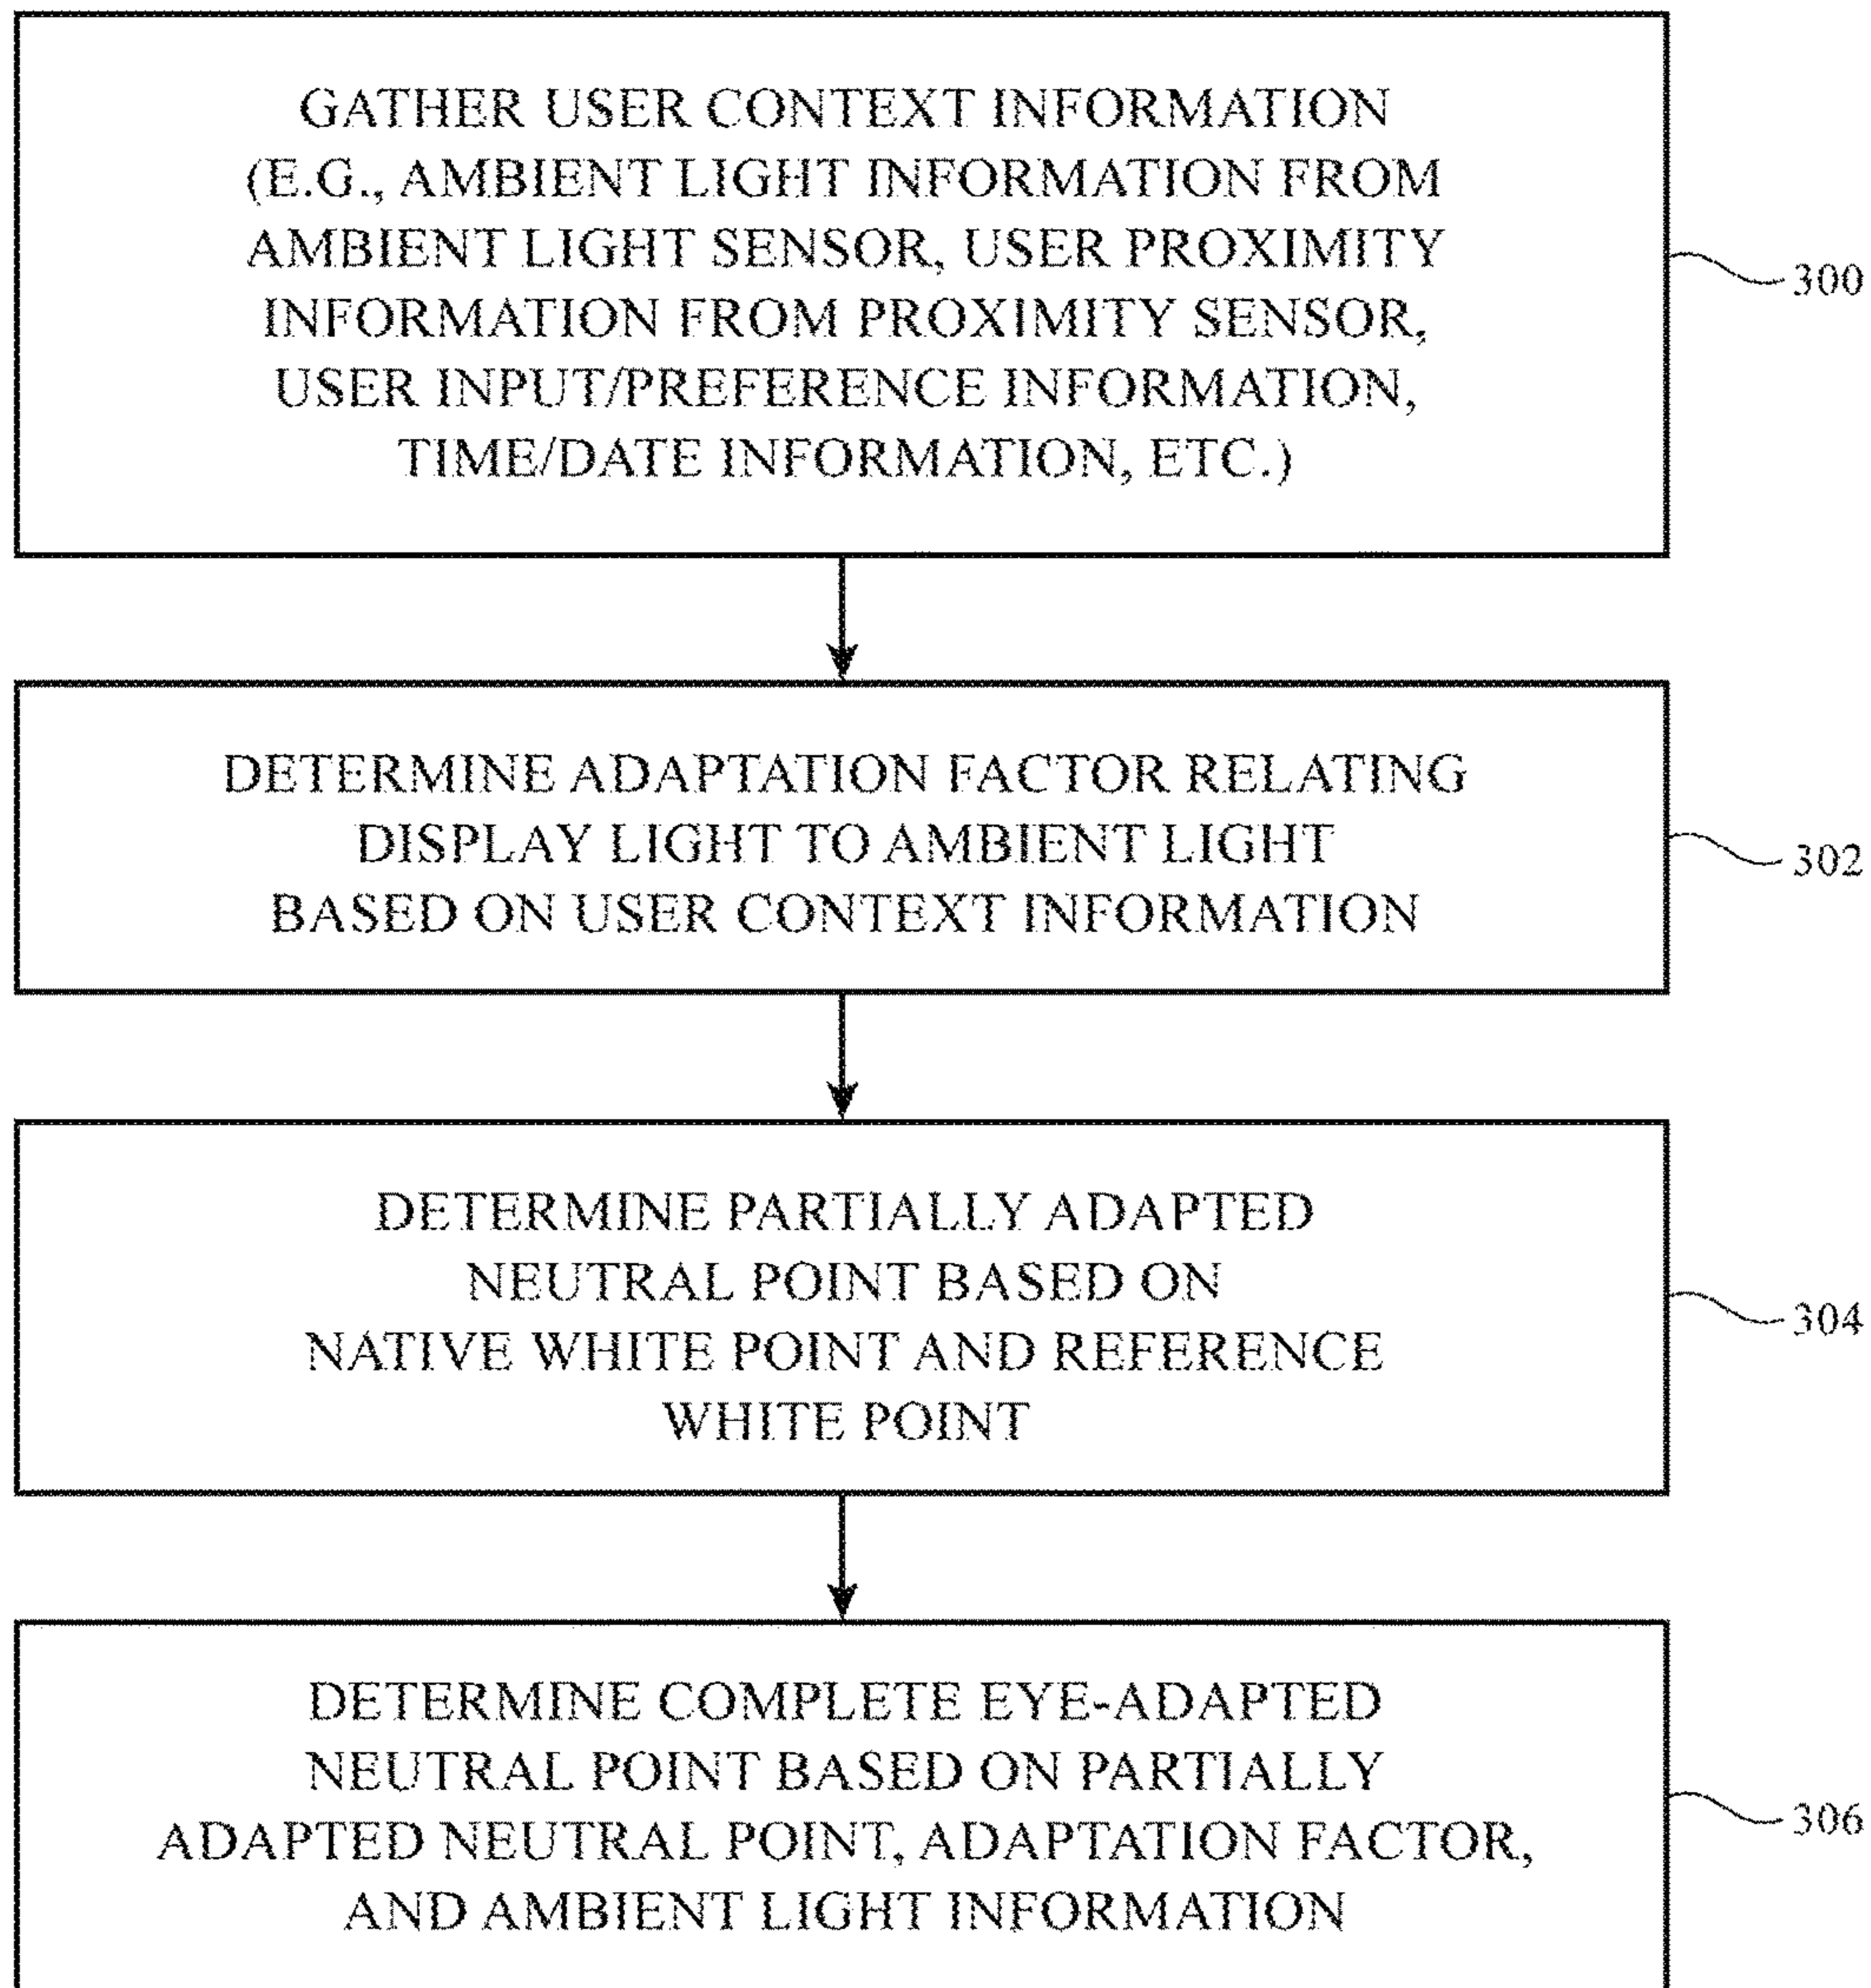 GATHER USER CONTEXT INFORMATION
(E.G., AMBIENT LIGHT INFORMATION FROM
AMBIENT LIGHT SENSOR, USER PROXIMITY
INFORMATION FROM PROXIMITY SENSOR,
USER INPUT/PREFERENCE INFORMATION,
TIME/DATE INFORMATION, ETC.)
300
DETERMINE ADAPTATION FACTOR RELATING
DISPLAY LIGHT TO AMBIENT LIGHT
BASED ON USER CONTEXT INFORMATION
302
DETERMINE PARTIALLY ADAPTED
NEUTRAL POINT BASED ON
NATIVE WHITE POINT AND REFERENCE
WHITE POINT
304
DETERMINE COMPLETE EYE-ADAPTED
NEUTRAL POINT BASED ON PARTIALLY
ADAPTED NEUTRAL POINT, ADAPTATION FACTOR,
AND AMBIENT LIGHT INFORMATION
306